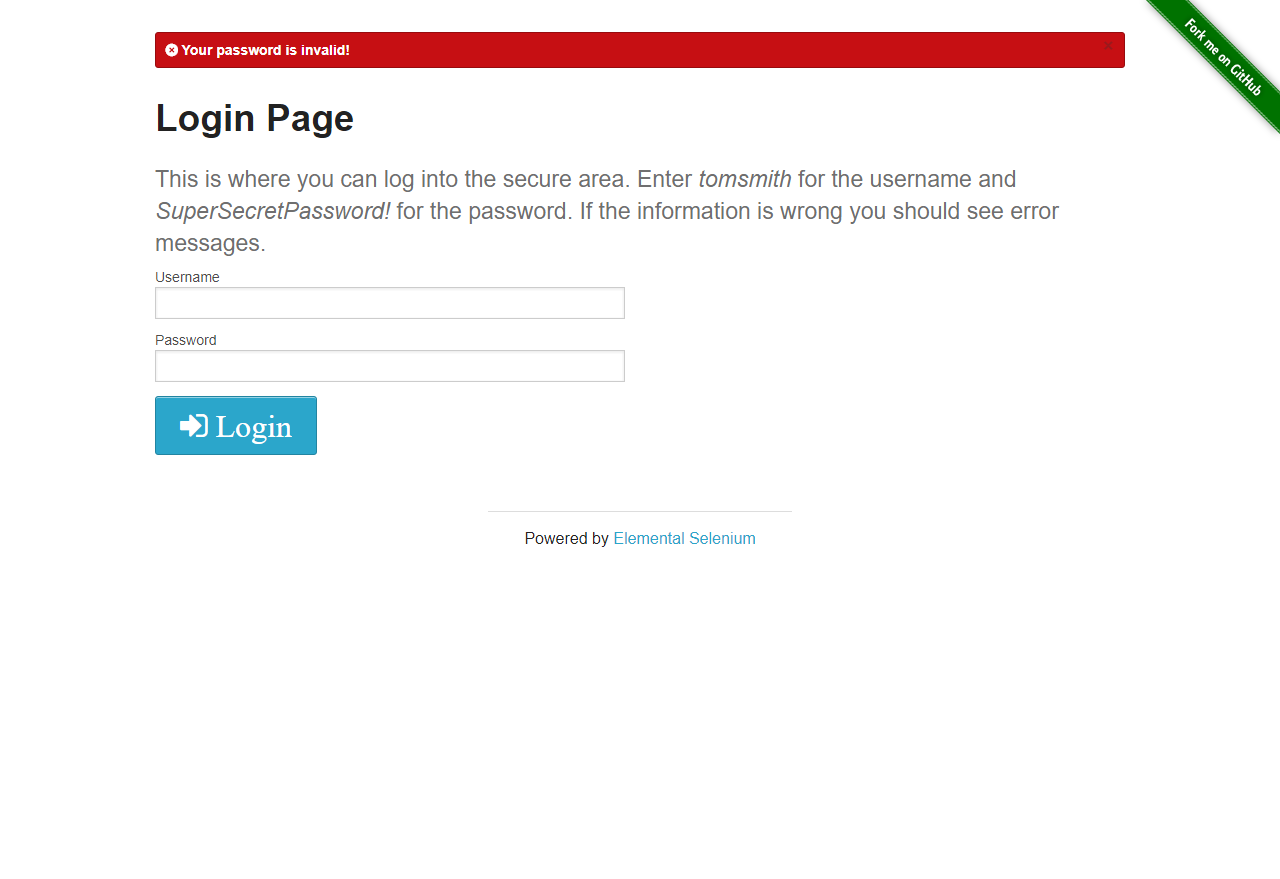 Your password is invalid!
×
Fork me on GitHub
Login Page
This is where you can log into the secure area. Enter tomsmith for the username and
SuperSecretPassword! for the password. If the information is wrong you should see error
messages.
Username
Password
Login
Powered by Elemental Selenium